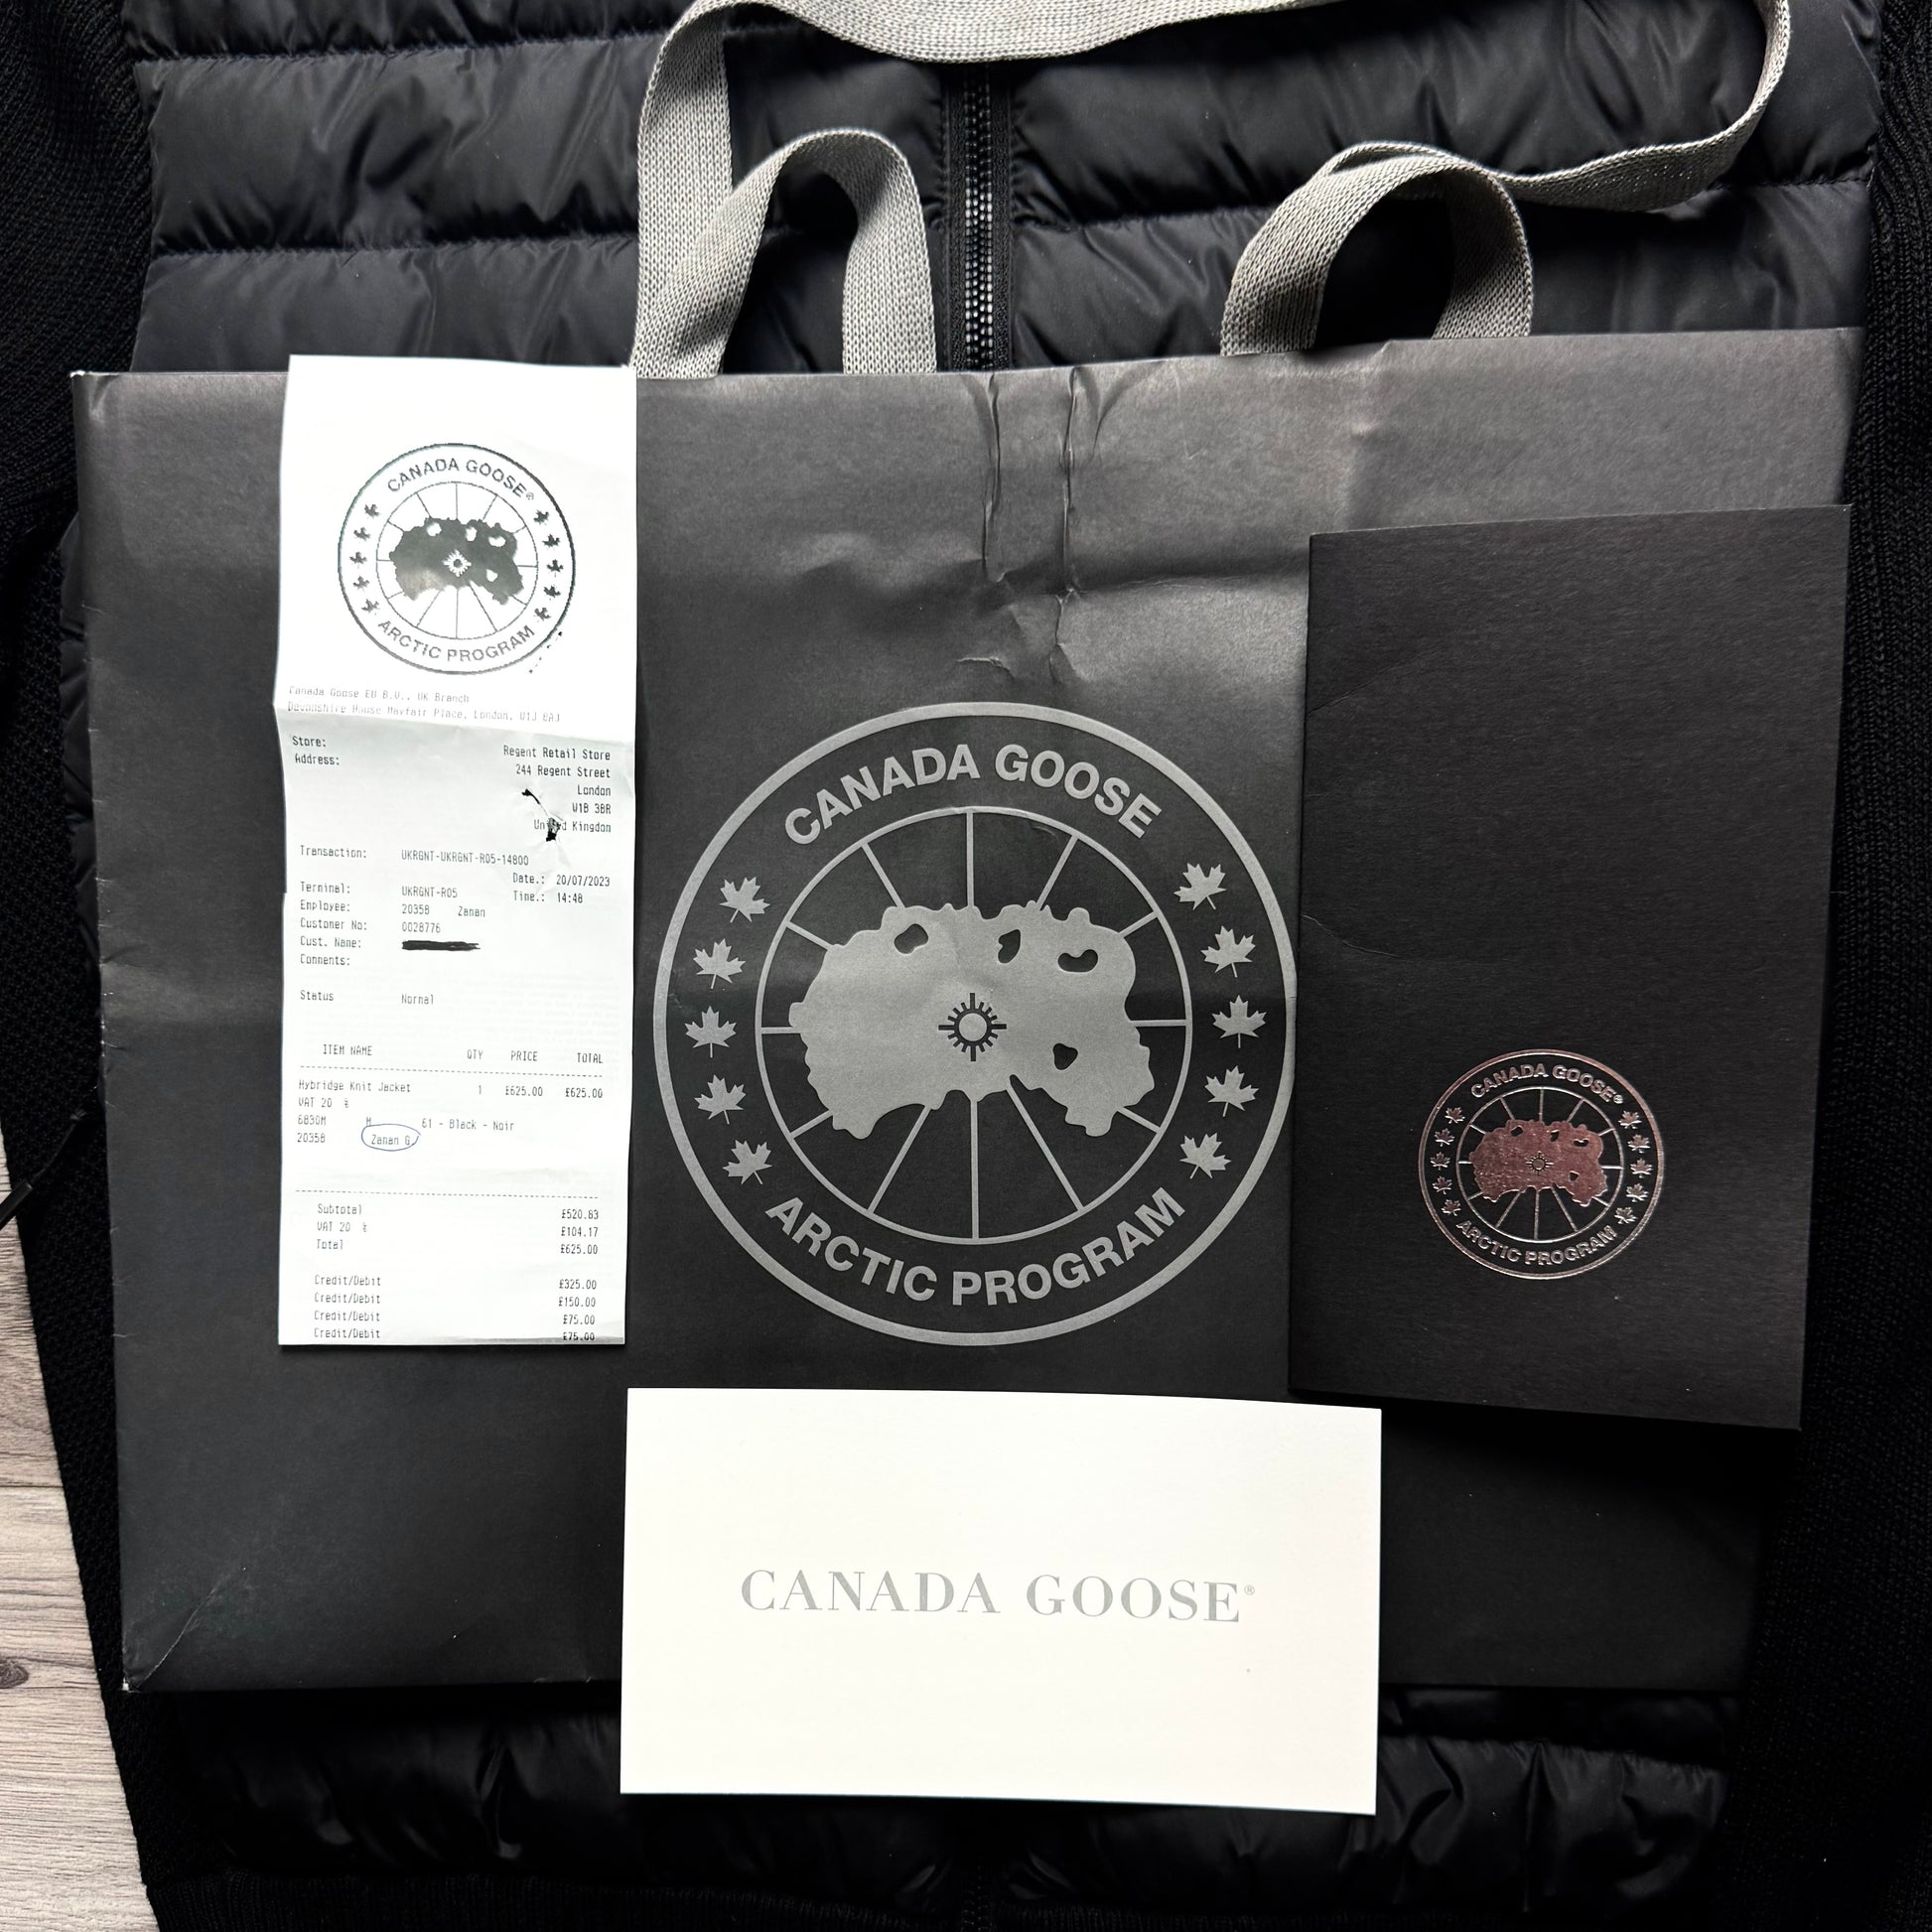 CANADA GOOSE®
ARCTIC PROGRAM
Canada Goose EU B.V., UK Branch
Devonshire House Mayfair Place, London, W1J 8AJ
Store: Regent Retail Store
Address: 244 Regent Street
London
W1B 3BR
United Kingdom
Transaction: UKRGNT-UKRGNT-R05-14800
Date.: 20/07/2023
Terminal: UKRGNT-R05 Time.: 14:48
Employee: 20358 Zanan
Customer No: 0028776
Cust. Name:
Comments:
Status Normal
ITEM NAME QTY PRICE TOTAL
Hybridge Knit Jacket 1 £625.00 £625.00
VAT 20 %
6830M M 61 - Black - Noir
20358 Zanan G.
Subtotal £520.83
VAT 20 % £104.17
Total £625.00
Credit/Debit £325.00
Credit/Debit £150.00
Credit/Debit £75.00
Credit/Debit £75.00
CANADA GOOSE
ARCTIC PROGRAM
CANADA GOOSE®
ARCTIC PROGRAM
CANADA GOOSE®